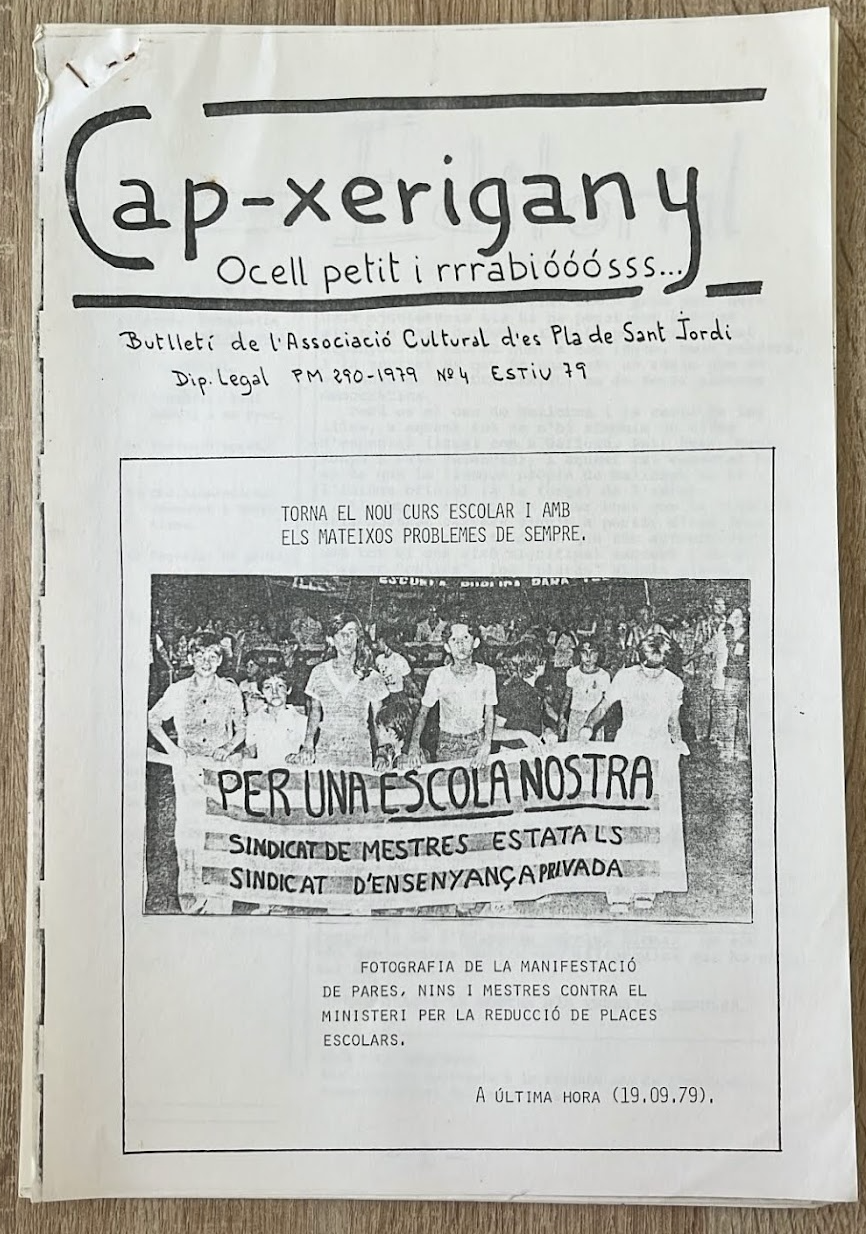 Cap-xerigany
Ocell petit i rrrabióóósss...
Butlletí de l'Associació Cultural d'es Pla de Sant Jordi
Dip. Legal PM 290-1979 Nº 4 ESTIU 79
TORNA EL NOU CURS ESCOLAR I AMB
ELS MATEIXOS PROBLEMES DE SEMPRE.
PER UNA ESCOLA NOSTRA
SINDICAT DE MESTRES ESTATALS
SINDICAT D'ENSENYANÇA PRIVADA
FOTOGRAFIA DE LA MANIFESTACIÓ
DE PARES, NINS I MESTRES CONTRA EL
MINISTERI PER LA REDUCCIÓ DE PLACES
ESCOLARS.
A ÚLTIMA HORA (19.09.79).